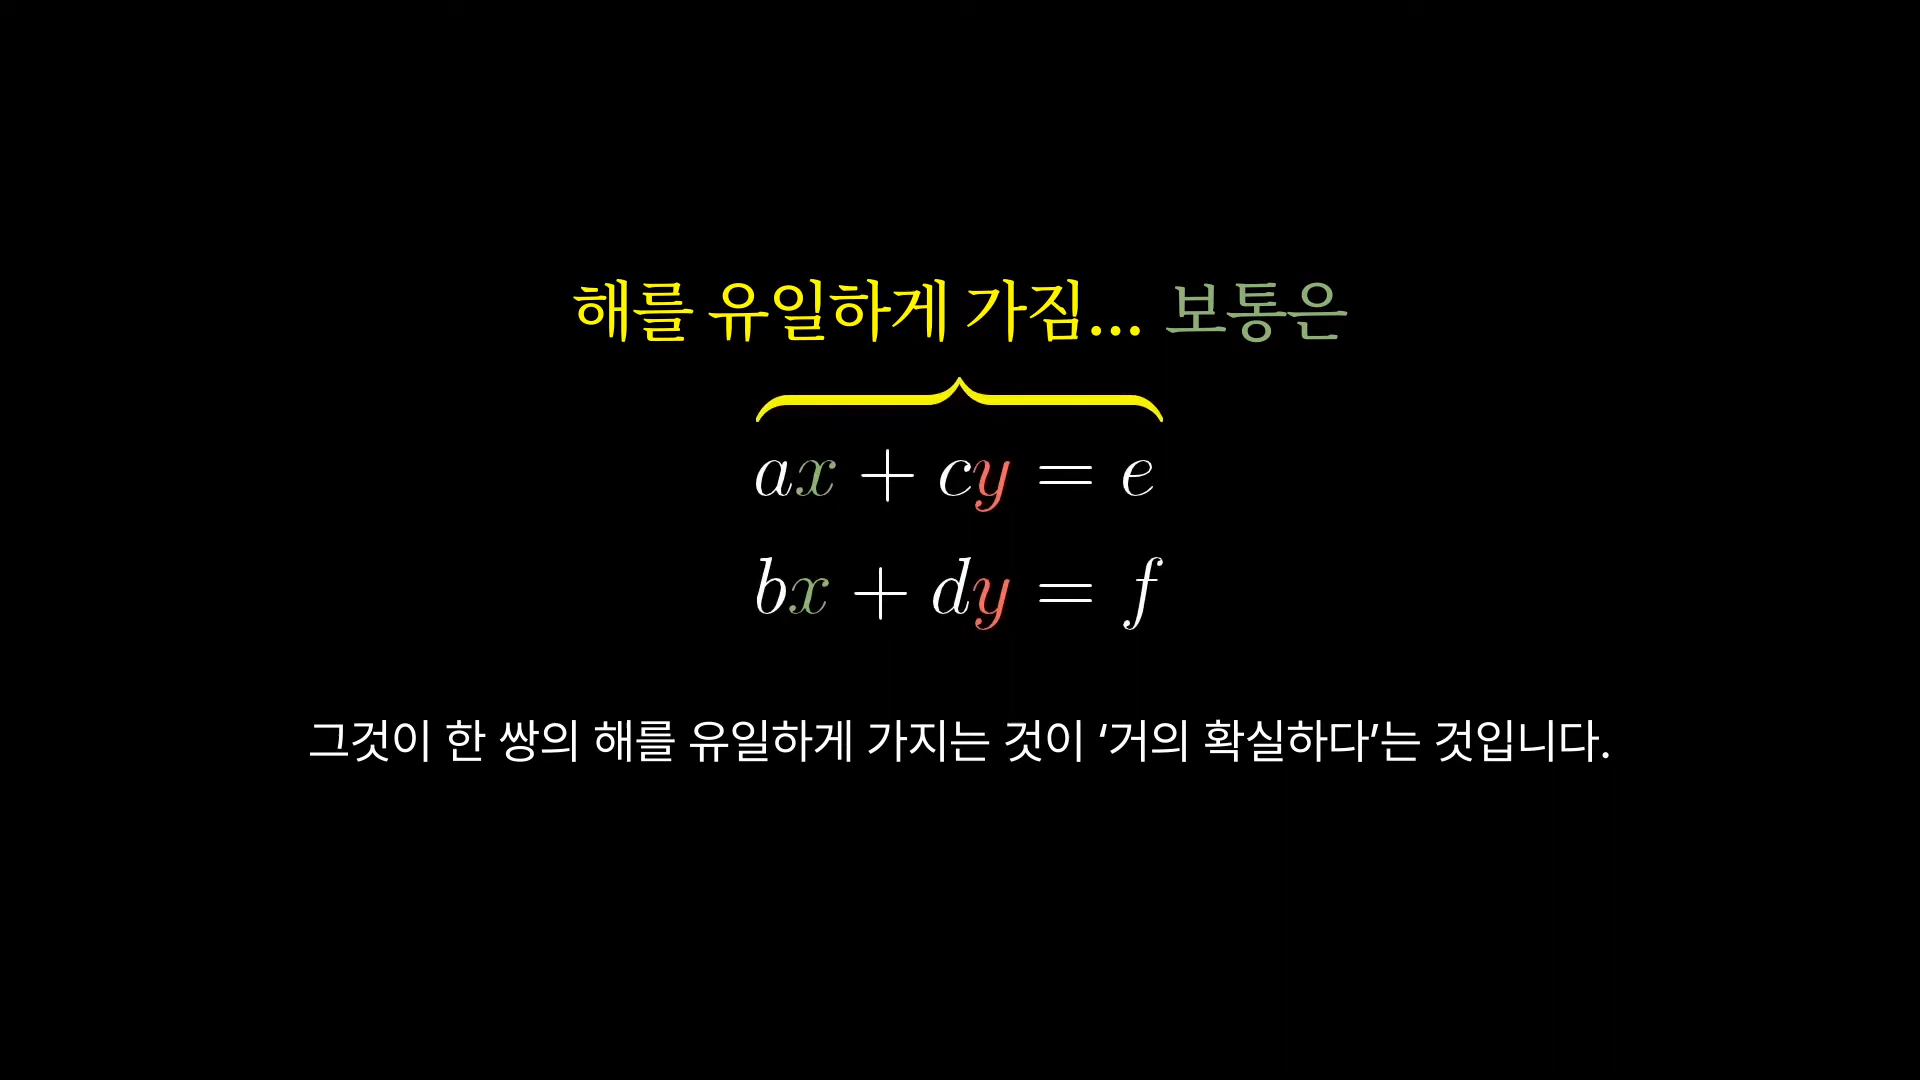 해를 유일하게 가짐... 보통은
ax + cy = e
bx + dy = f
그것이 한 쌍의 해를 유일하게 가지는 것이 ‘거의 확실하다’는 것입니다.